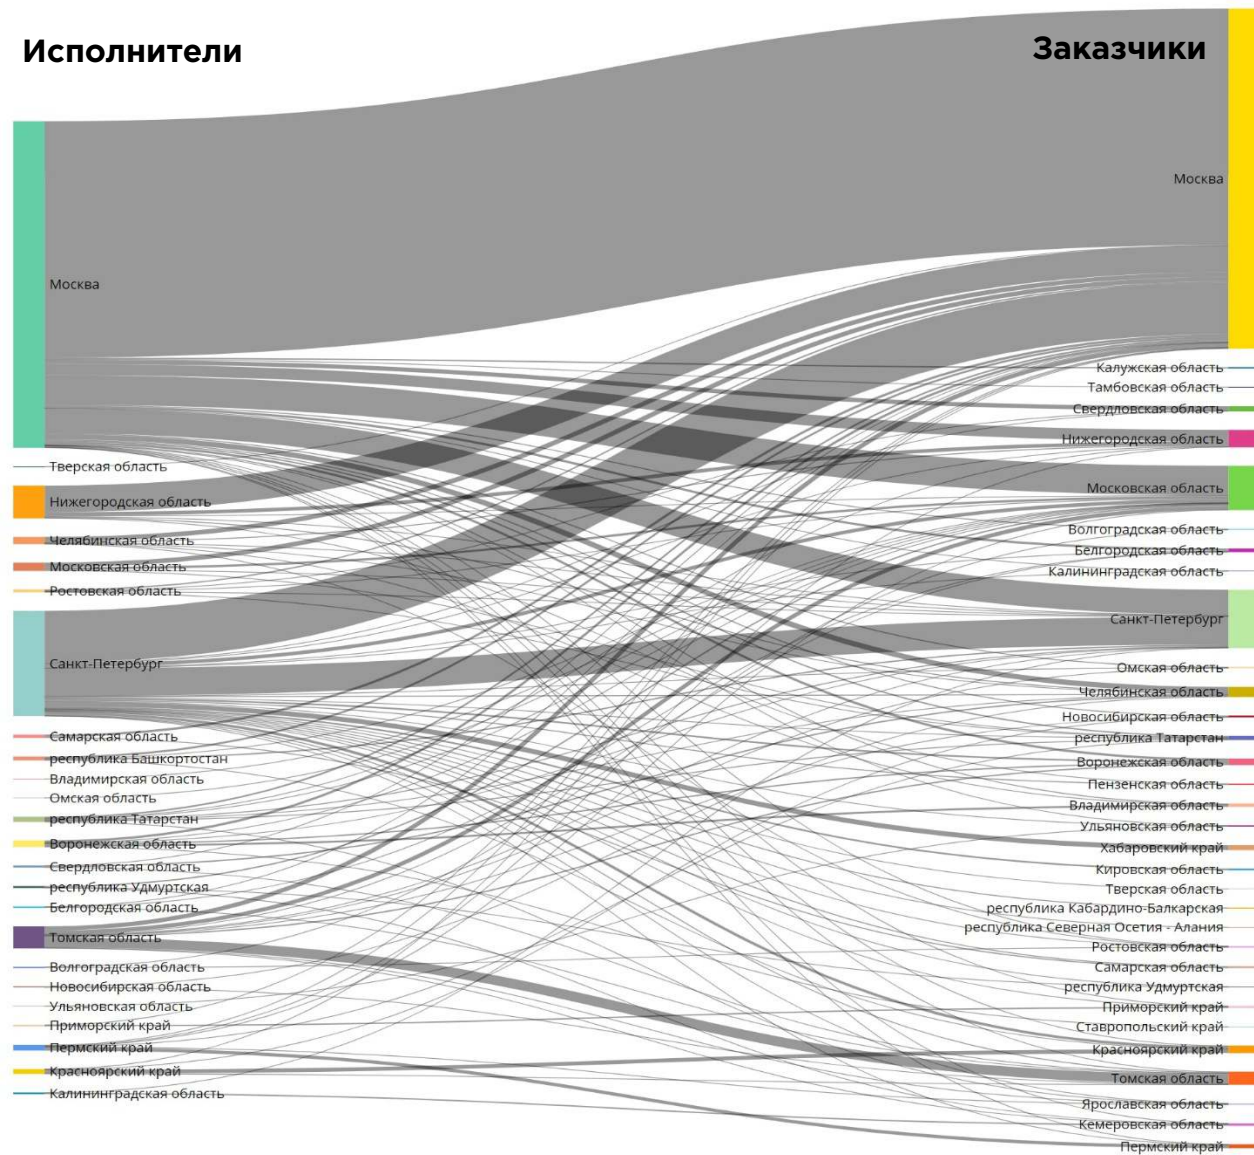 Исполнители
Заказчики
Москва
Тверская область
Нижегородская область
Челябинская область
Московская область
Ростовская область
Санкт-Петербург
Самарская область
республика Башкортостан
Владимирская область
Омская область
республика Татарстан
Воронежская область
Свердловская область
республика Удмуртская
Белгородская область
Томская область
Волгоградская область
Новосибирская область
Ульяновская область
Приморский край
Пермский край
Красноярский край
Калининградская область
Москва
Калужская область
Тамбовская область
Свердловская область
Нижегородская область
Московская область
Волгоградская область
Белгородская область
Калининградская область
Санкт-Петербург
Омская область
Челябинская область
Новосибирская область
республика Татарстан
Воронежская область
Пензенская область
Владимирская область
Ульяновская область
Хабаровский край
Кировская область
Тверская область
республика Кабардино-Балкарская
республика Северная Осетия - Алания
Ростовская область
Самарская область
республика Удмуртская
Приморский край
Ставропольский край
Красноярский край
Томская область
Ярославская область
Кемеровская область
Пермский край